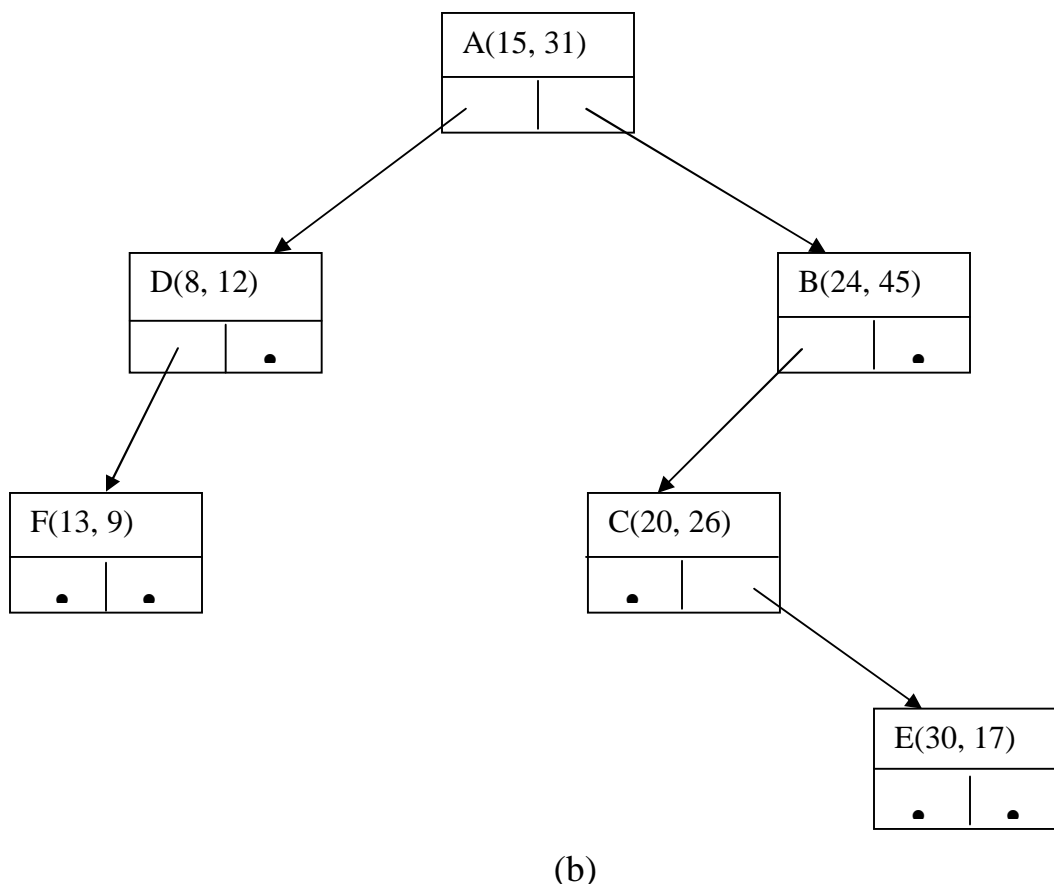 A(15, 31)
D(8, 12)
B(24, 45)
F(13, 9)
C(20, 26)
E(30, 17)
(b)